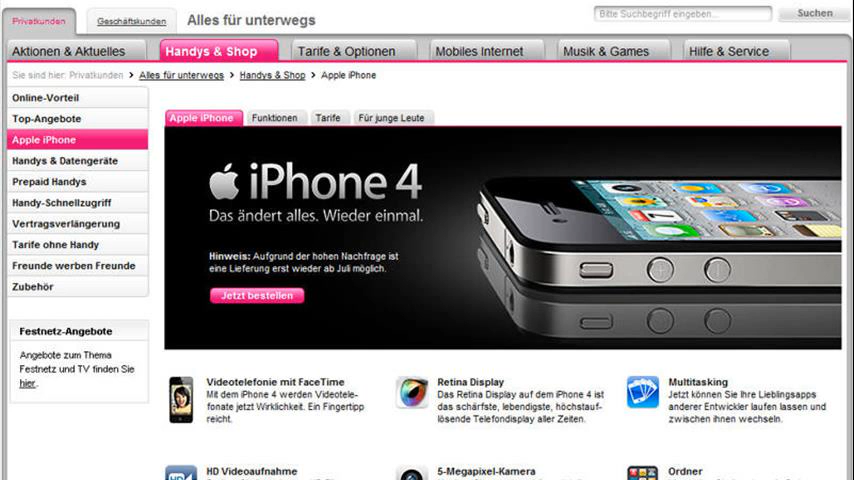 Privatkunden
Geschäftskunden
Alles für unterwegs
Bitte Suchbegriff eingeben...
Suchen
Aktionen & Aktuelles
Handys & Shop
Tarife & Optionen
Mobiles Internet
Musik & Games
Hilfe & Service
Sie sind hier: Privatkunden > Alles für unterwegs > Handys & Shop > Apple iPhone
Online-Vorteil
Top-Angebote
Apple iPhone
Handys & Datengeräte
Prepaid Handys
Handy-Schnellzugriff
Vertragsverlängerung
Tarife ohne Handy
Freunde werben Freunde
Zubehör
Festnetz-Angebote
Angebote zum Thema
Festnetz und TV finden Sie
hier.
Apple iPhone
Funktionen
Tarife
Für junge Leute
iPhone 4
Das ändert alles. Wieder einmal.
Hinweis: Aufgrund der hohen Nachfrage ist
eine Lieferung erst wieder ab Juli möglich.
Jetzt bestellen
Videotelefonie mit FaceTime
Mit dem iPhone 4 werden Videotele-
fonate jetzt Wirklichkeit. Ein Fingertipp
reicht.
Retina Display
Das Retina Display auf dem iPhone 4 ist
das schärfste, lebendigste, höchstauf-
lösende Telefondisplay aller Zeiten.
Multitasking
Jetzt können Sie Ihre Lieblingsapps
anderer Entwickler laufen lassen und
zwischen ihnen wechseln.
HD Videoaufnahme
5-Megapixel-Kamera
Ordner